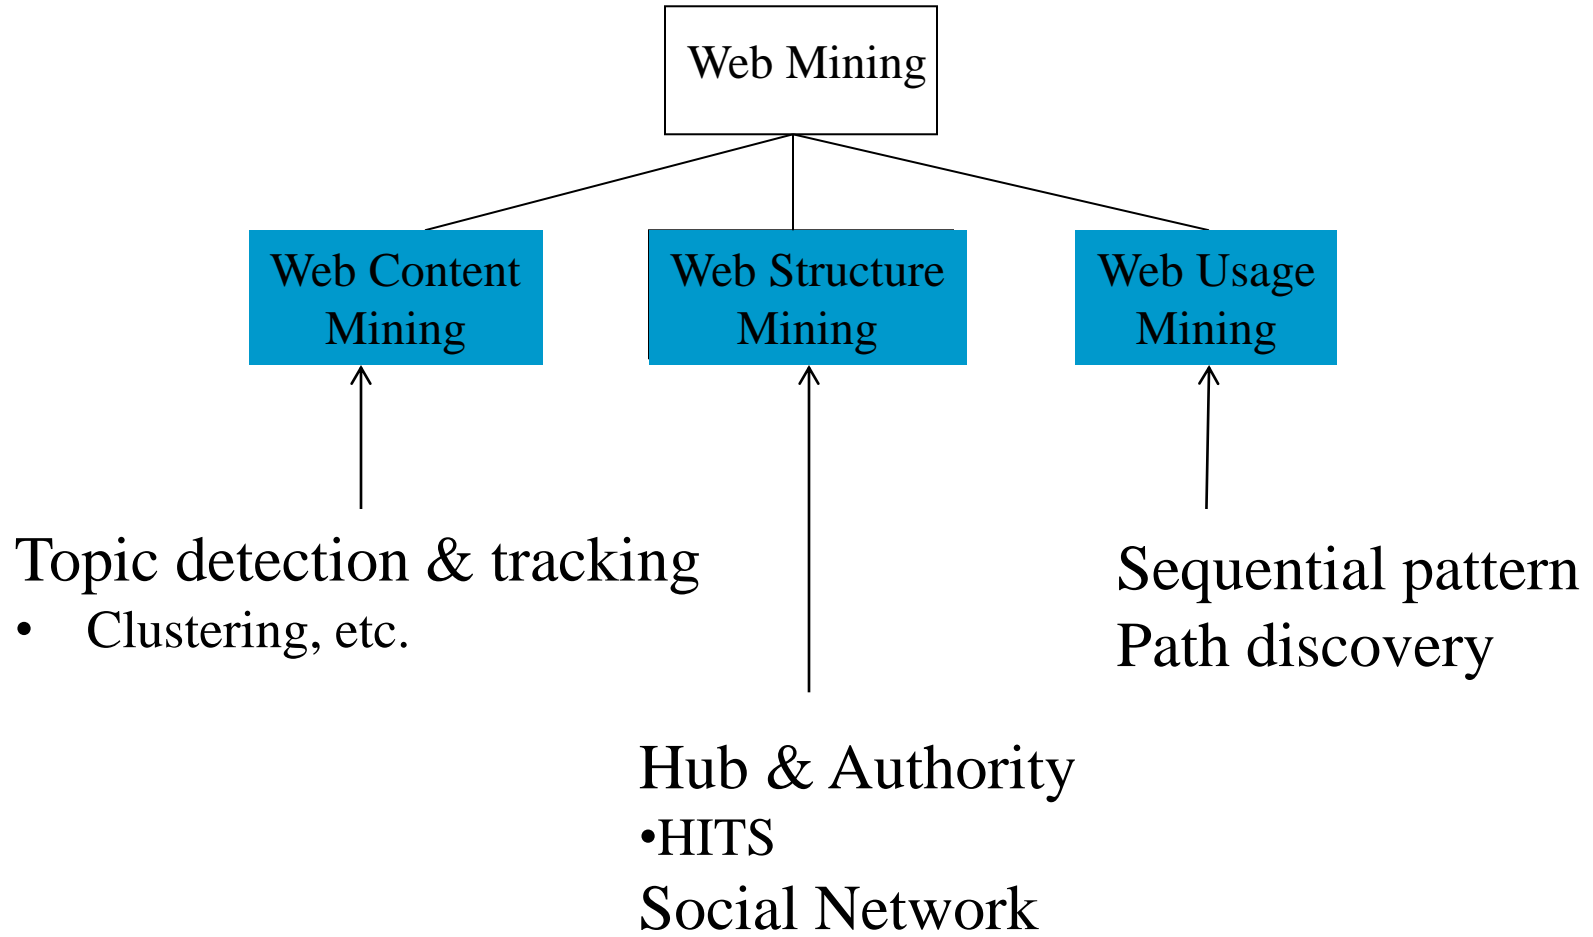 Web Mining
Web Content
Mining
Web Structure
Mining
Web Usage
Mining
Topic detection & tracking
• Clustering, etc.
Sequential pattern
Path discovery
Hub & Authority
•HITS
Social Network